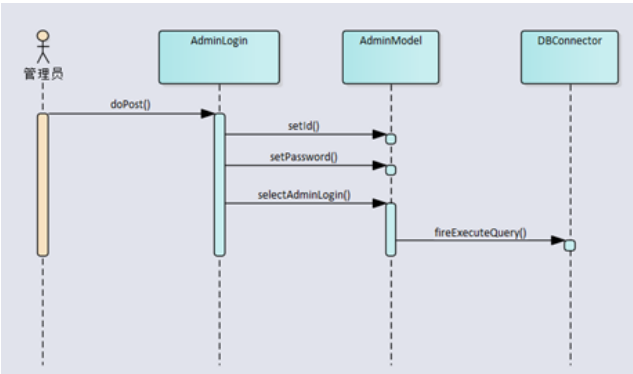 AdminLogin
AdminModel
DBConnector
管理员
doPost()
setId()
setPassword()
selectAdminLogin()
fireExecuteQuery()